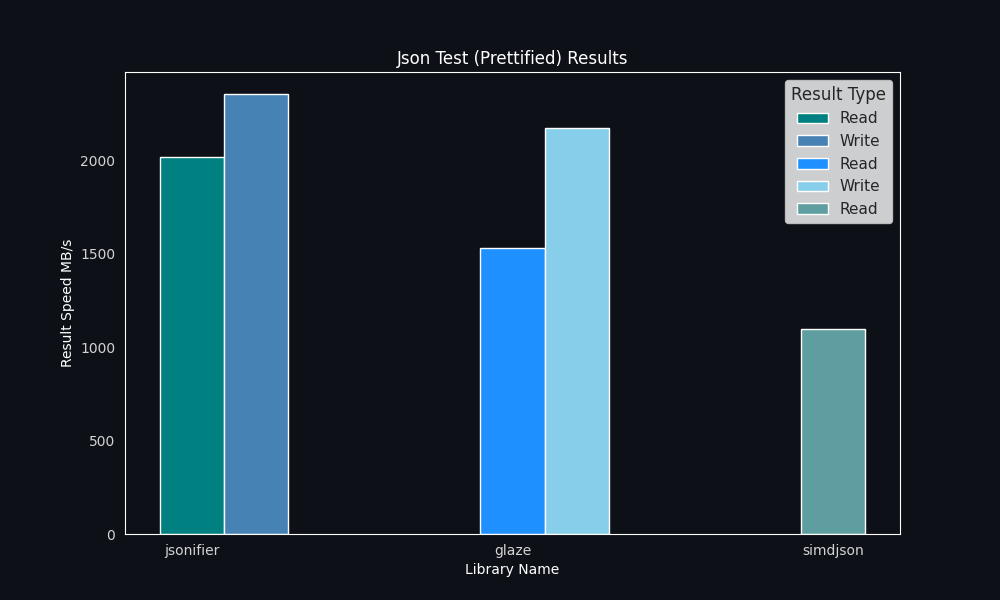 Json Test (Prettified) Results
Result Type
Read
Write
Read
Write
Read
Result Speed MB/s
2000
1500
1000
500
0
jsonifier
glaze
simdjson
Library Name